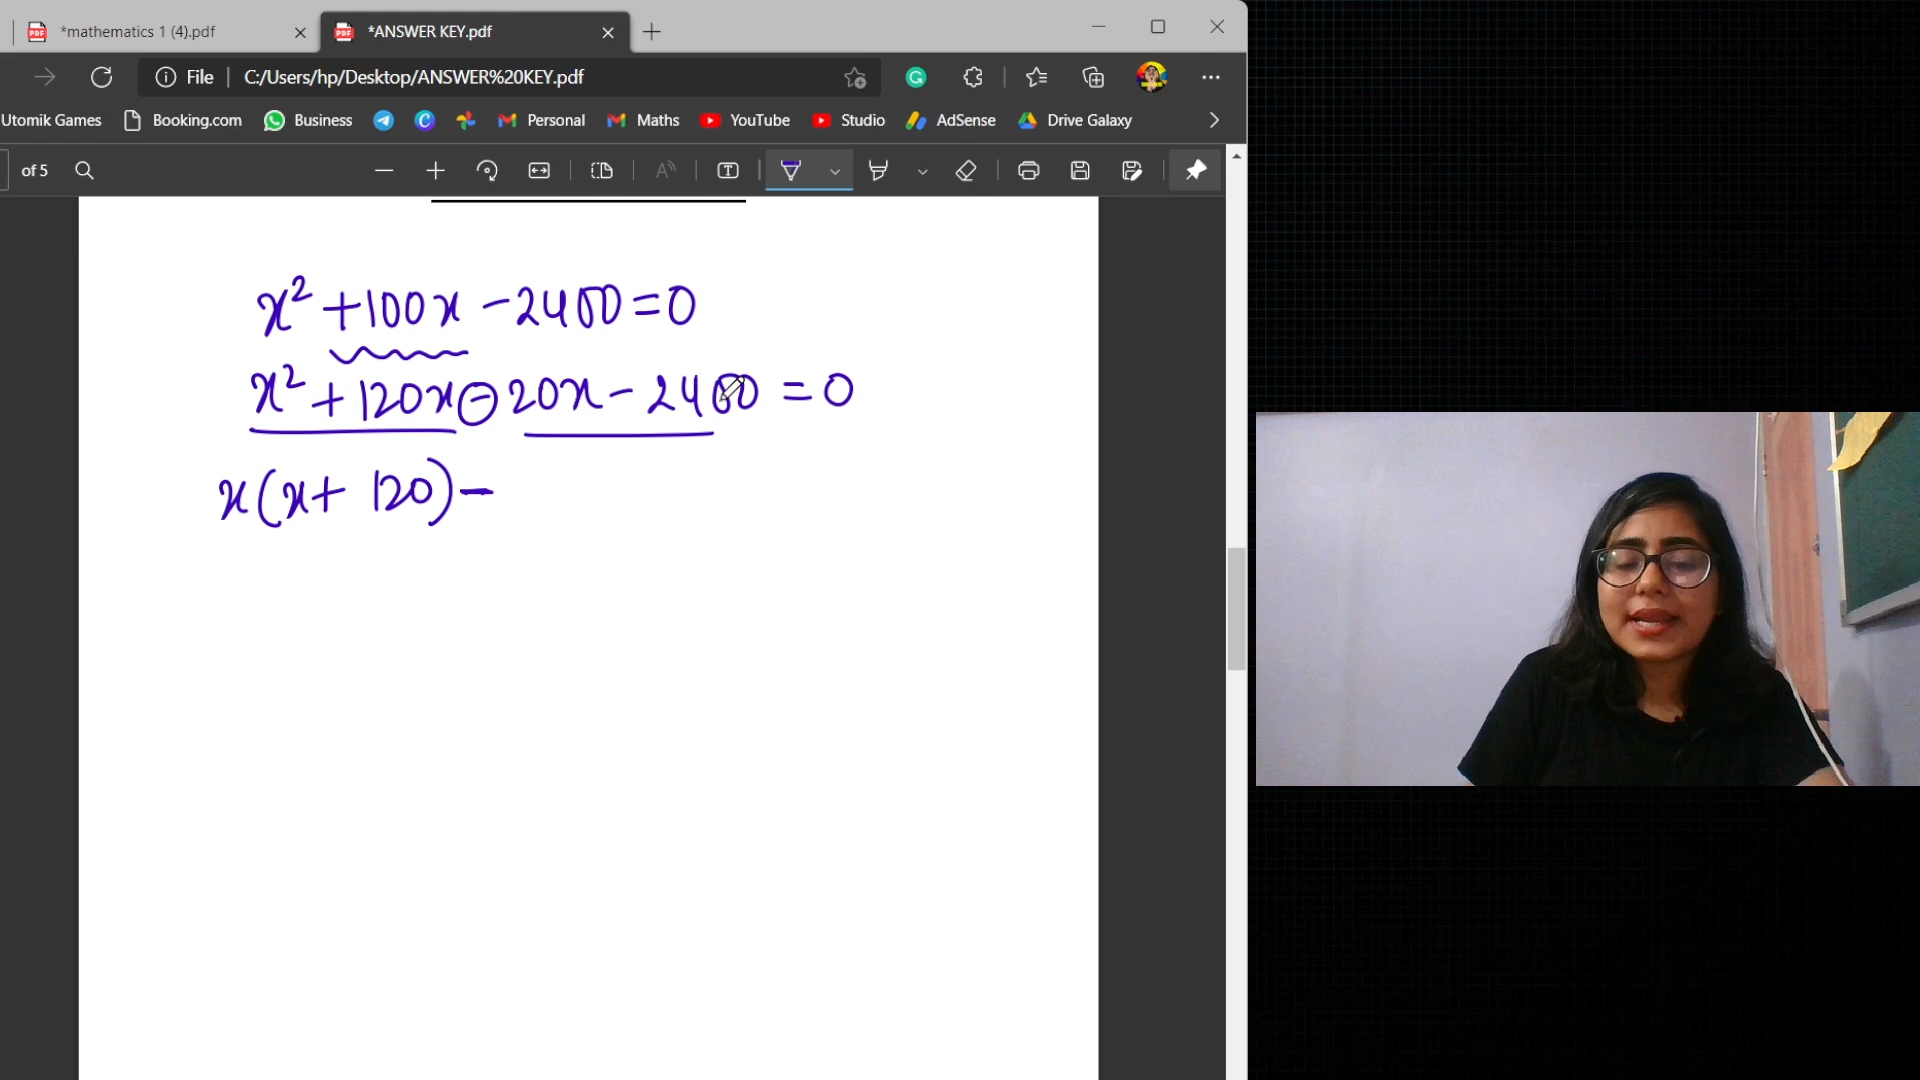 *mathematics 1 (4).pdf
*ANSWER KEY.pdf
File C:/Users/hp/Desktop/ANSWER%20KEY.pdf
Utomik Games Booking.com Business Personal Maths YouTube Studio AdSense Drive Galaxy
of 5
x² + 100x - 2400 = 0
x² + 120x - 20x - 2400 = 0
x(x + 120) -